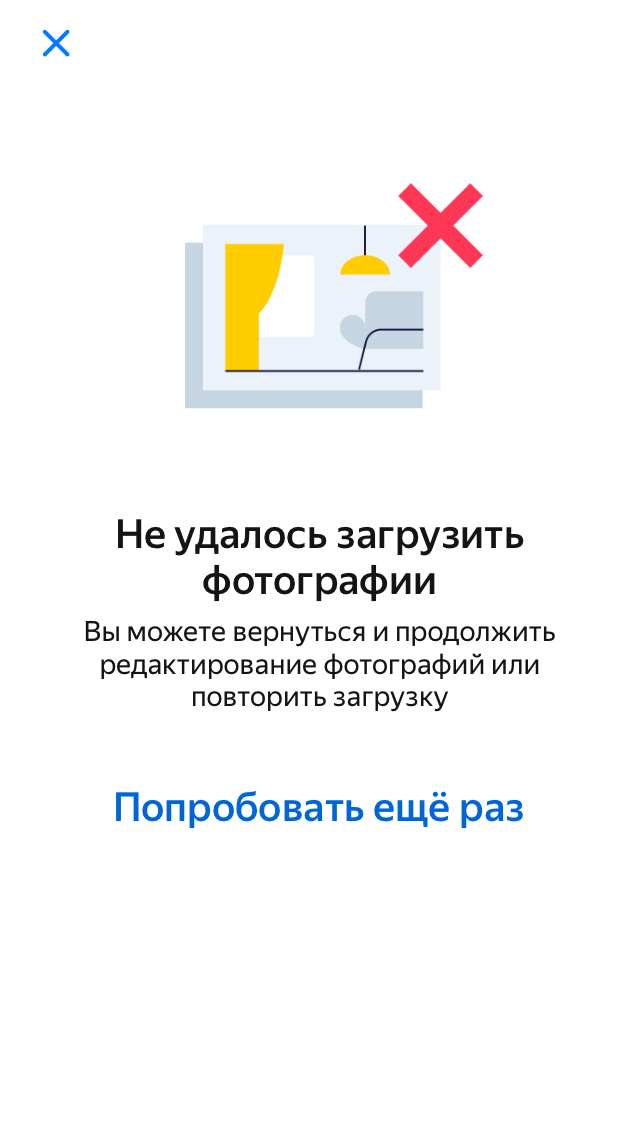 Не удалось загрузить
фотографии
Вы можете вернуться и продолжить
редактирование фотографий или
повторить загрузку
Попробовать ещё раз